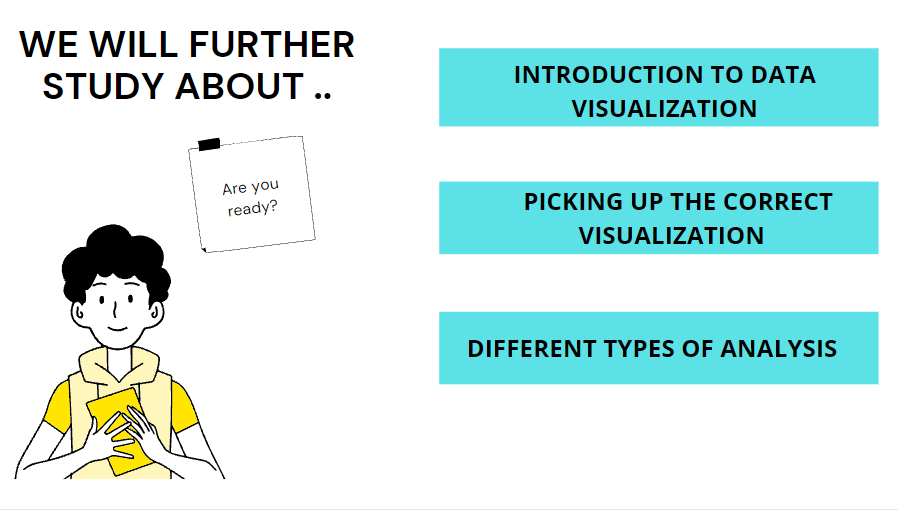 WE WILL FURTHER
STUDY ABOUT ..
Are you
ready?
INTRODUCTION TO DATA
VISUALIZATION
PICKING UP THE CORRECT
VISUALIZATION
DIFFERENT TYPES OF ANALYSIS